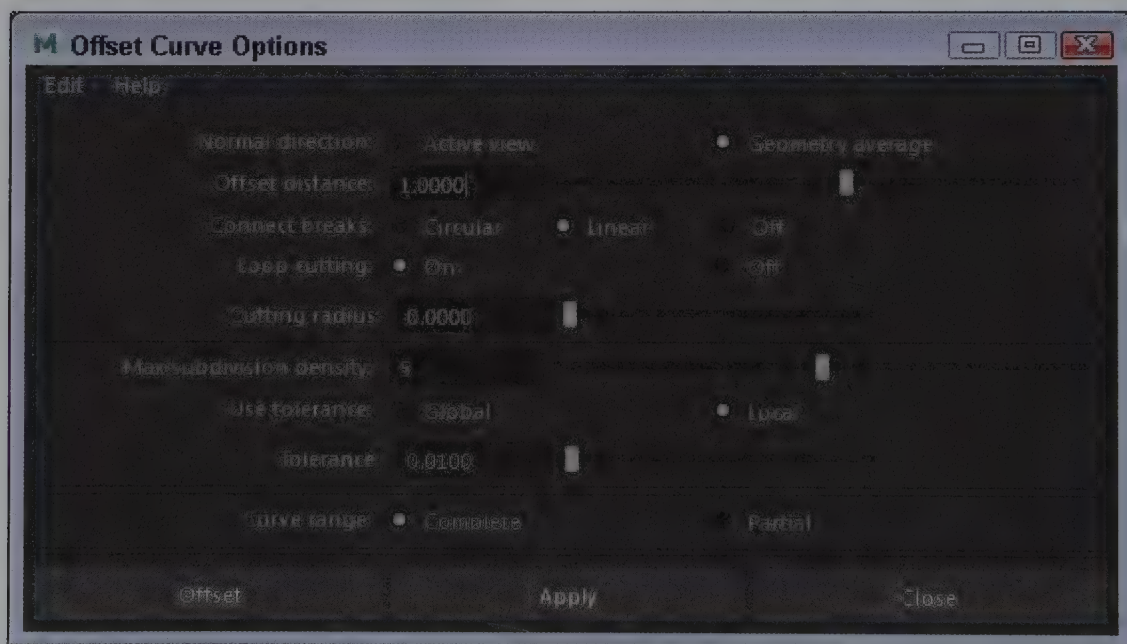 M Offset Curve Options
Edit Help
Normal direction: Active view Geometry average
Offset distance: 1.0000
Connect breaks: Circular Linear Off
Loop cutting: On Off
Cutting radius: 0.0000
Max subdivision density: 5
Use tolerance: Global Local
Tolerance: 0.0100
Curve range: Complete Partial
Offset Apply Close